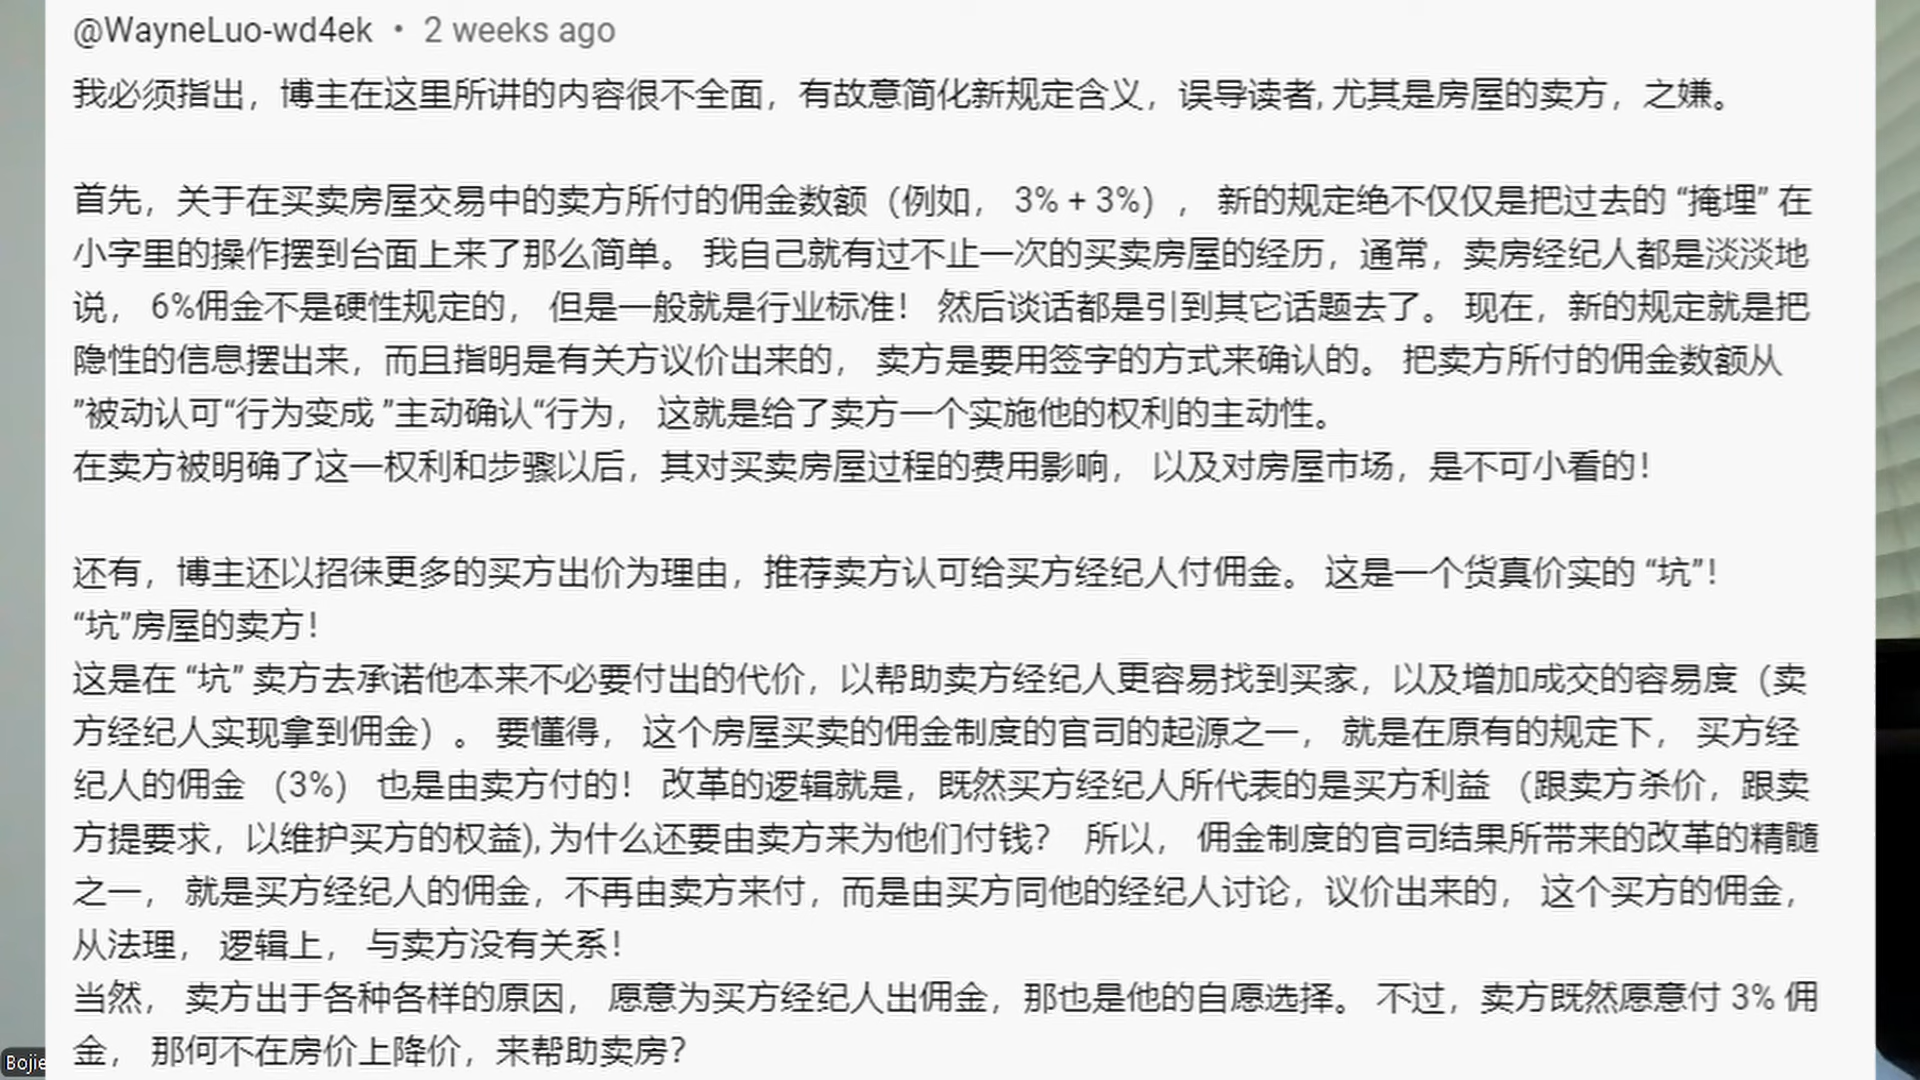 @WayneLuo-wd4ek • 2 weeks ago
我必须指出，博主在这里所讲的内容很不全面，有故意简化新规定含义，误导读者,尤其是房屋的卖方，之嫌。
首先，关于在买卖房屋交易中的卖方所付的佣金数额（例如， 3% + 3%）， 新的规定绝不仅仅是把过去的 “掩埋” 在
小字里的操作摆到台面上来了那么简单。 我自己就有过不止一次的买卖房屋的经历，通常，卖房经纪人都是淡淡地
说， 6%佣金不是硬性规定的， 但是一般就是行业标准！ 然后谈话都是引到其它话题去了。 现在，新的规定就是把
隐性的信息摆出来，而且指明是有关方议价出来的， 卖方是要用签字的方式来确认的。 把卖方所付的佣金数额从
”被动认可“行为变成 ”主动确认“行为， 这就是给了卖方一个实施他的权利的主动性。
在卖方被明确了这一权利和步骤以后，其对买卖房屋过程的费用影响， 以及对房屋市场，是不可小看的！
还有，博主还以招徕更多的买方出价为理由，推荐卖方认可给买方经纪人付佣金。 这是一个货真价实的 “坑”！
“坑”房屋的卖方！
这是在 “坑” 卖方去承诺他本来不必要付出的代价，以帮助卖方经纪人更容易找到买家，以及增加成交的容易度（卖
方经纪人实现拿到佣金）。 要懂得， 这个房屋买卖的佣金制度的官司的起源之一， 就是在原有的规定下， 买方经
纪人的佣金 （3%） 也是由卖方付的！ 改革的逻辑就是，既然买方经纪人所代表的是买方利益 （跟卖方杀价，跟卖
方提要求，以维护买方的权益),为什么还要由卖方来为他们付钱？ 所以， 佣金制度的官司结果所带来的改革的精髓
之一， 就是买方经纪人的佣金，不再由卖方来付，而是由买方同他的经纪人讨论，议价出来的， 这个买方的佣金，
从法理， 逻辑上， 与卖方没有关系！
当然， 卖方出于各种各样的原因， 愿意为买方经纪人出佣金，那也是他的自愿选择。 不过，卖方既然愿意付 3% 佣
金， 那何不在房价上降价，来帮助卖房？
Bojie